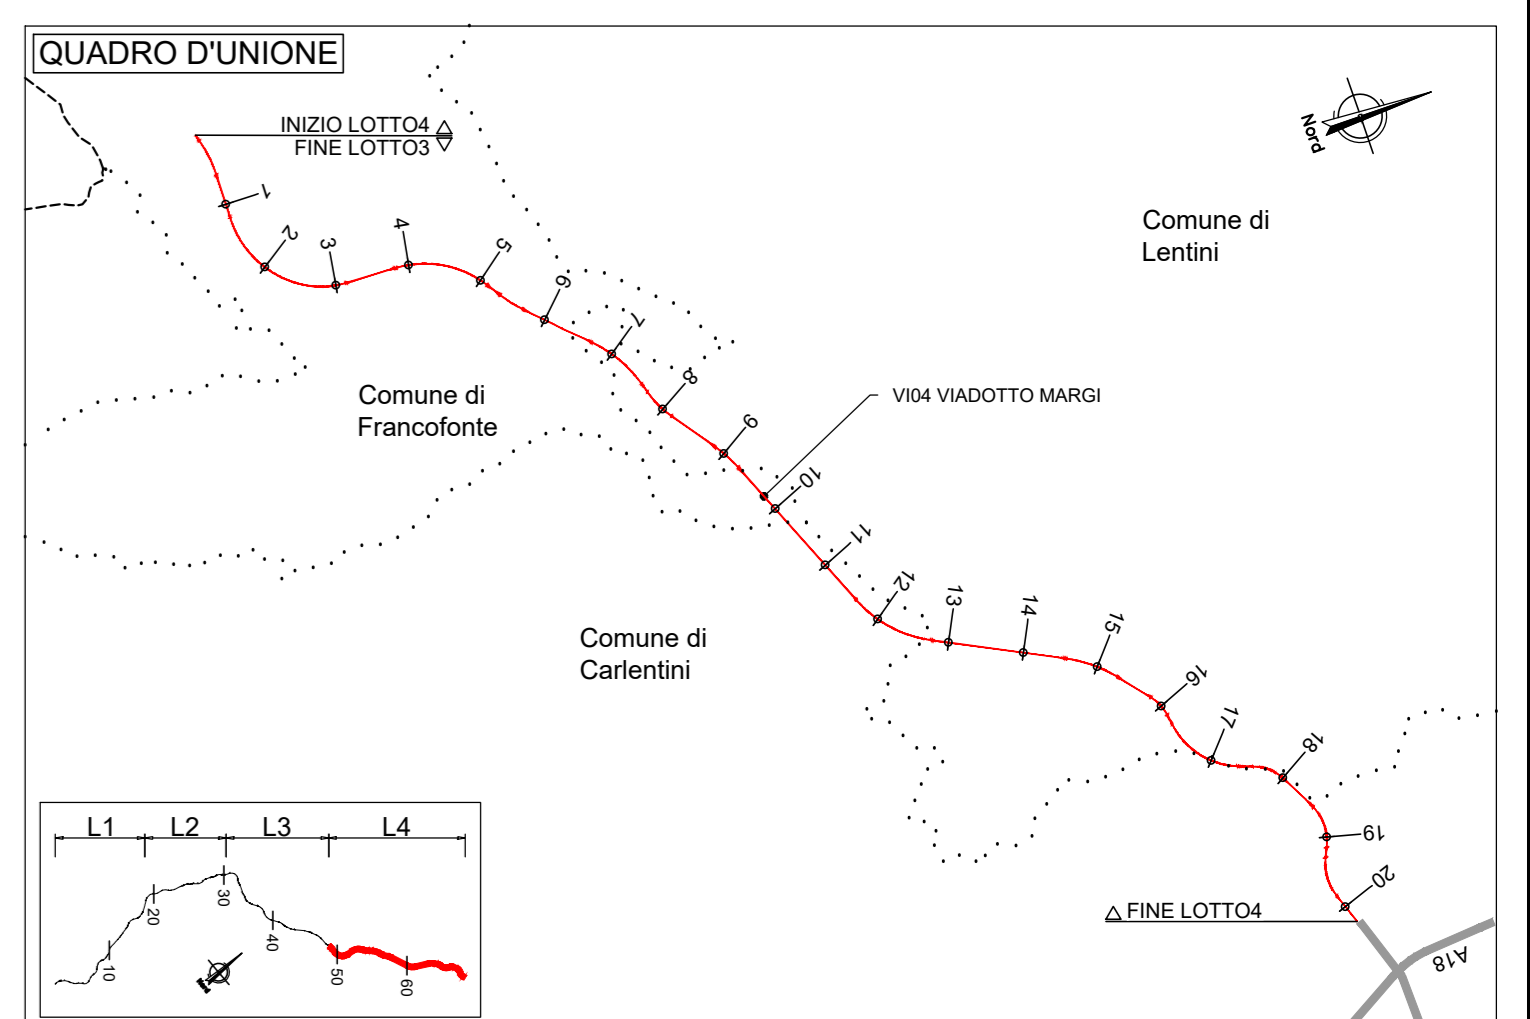 QUADRO D'UNIONE
INIZIO LOTTO4
FINE LOTTO3
Nord
Comune di
Lentini
1
2
3
4
5
6
7
8
9
10
11
12
13
14
15
16
17
18
19
20
Comune di
Francofonte
VI04 VIADOTTO MARGI
Comune di
Carlentini
FINE LOTTO4
A18
L1
L2
L3
L4
10
20
30
40
50
60